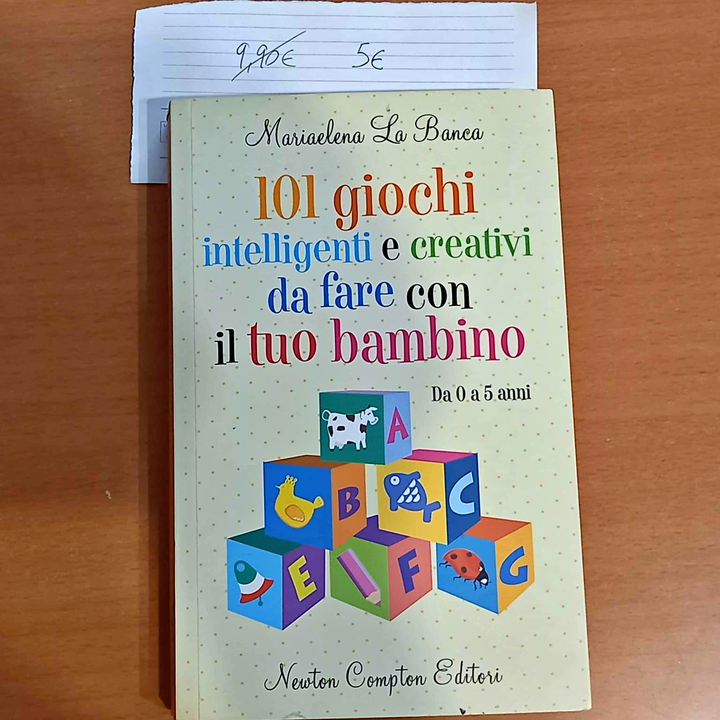 9,90€ 5€
Mariaelena La Banca
101 giochi
intelligenti e creativi
da fare con
il tuo bambino
Da 0 a 5 anni
A
B C
E F G
Newton Compton Editori